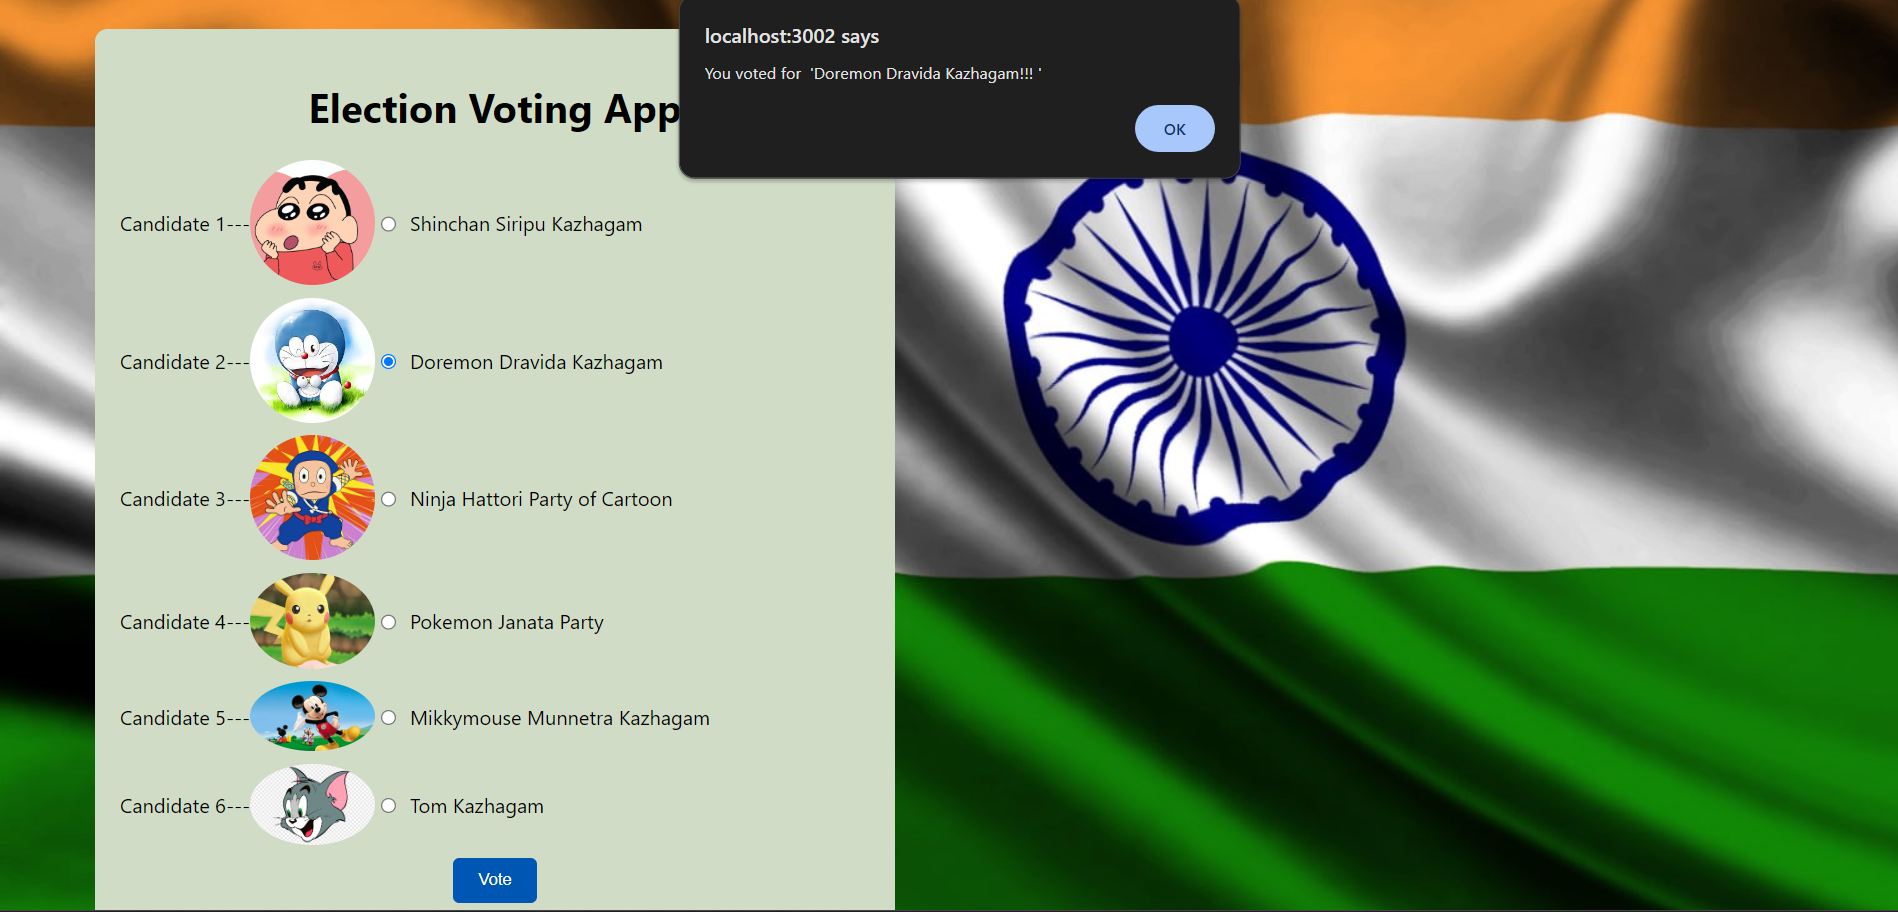 localhost:3002 says
You voted for  'Doremon Dravida Kazhagam!!! '
OK
Election Voting App
Candidate 1--- Shinchan Siripu Kazhagam
Candidate 2--- Doremon Dravida Kazhagam
Candidate 3--- Ninja Hattori Party of Cartoon
Candidate 4--- Pokemon Janata Party
Candidate 5--- Mikkymouse Munnetra Kazhagam
Candidate 6--- Tom Kazhagam
Vote